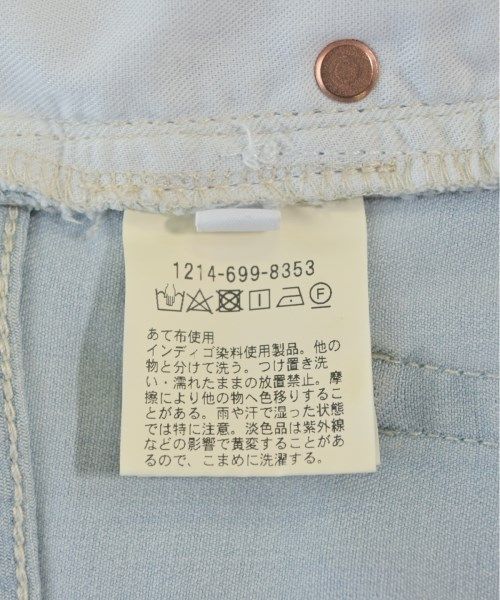 1214-699-8353
F
あて布使用
インディゴ染料使用製品。他の
物と分けて洗う。つけ置き洗
い・濡れたままの放置禁止。摩
擦により他の物へ色移りするこ
とがある。雨や汗で湿った状態
では特に注意。淡色品は紫外線
などの影響で黄変することがあ
るので、こまめに洗濯する。